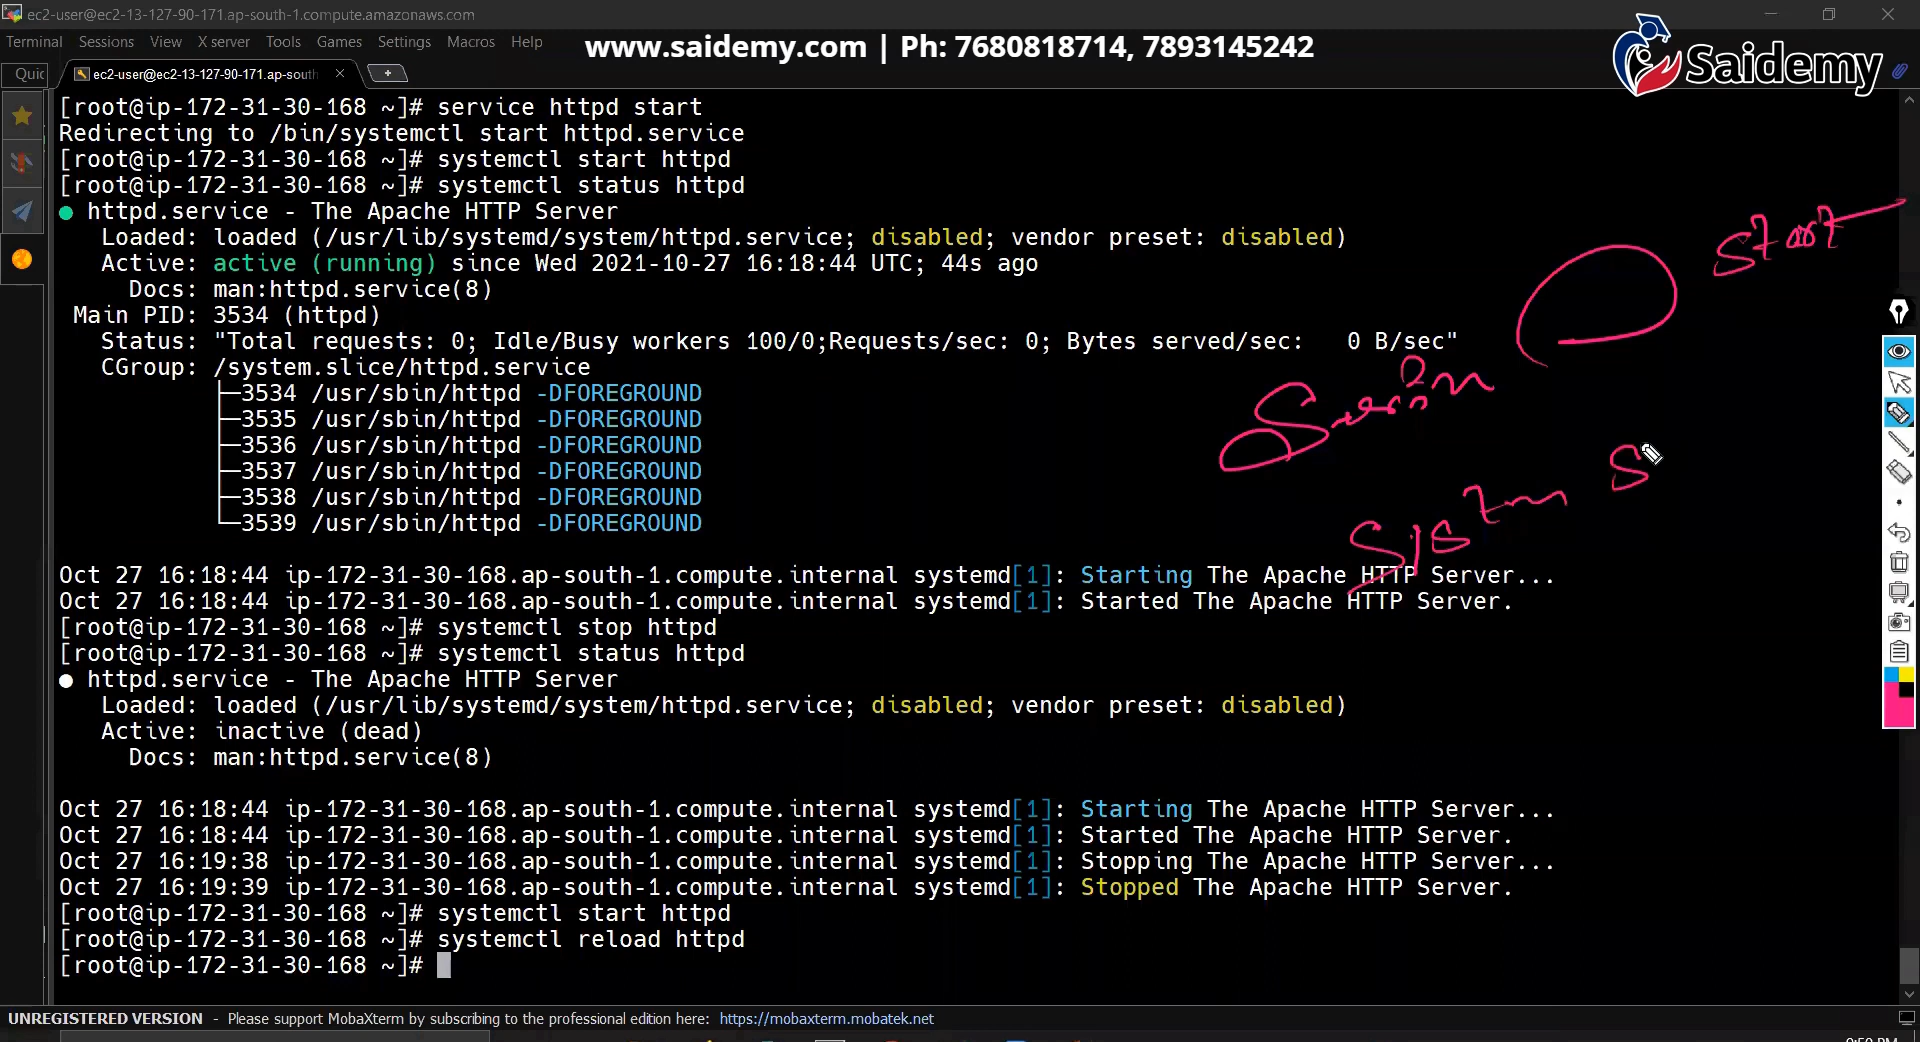 ec2-user@ec2-13-127-90-171.ap-south-1.compute.amazonaws.com
Terminal Sessions View X server Tools Games Settings Macros Help
www.saidemy.com | Ph: 7680818714, 7893145242
Saidemy
Quic
ec2-user@ec2-13-127-90-171.ap-south
[root@ip-172-31-30-168 ~]# service httpd start
Redirecting to /bin/systemctl start httpd.service
[root@ip-172-31-30-168 ~]# systemctl start httpd
[root@ip-172-31-30-168 ~]# systemctl status httpd
● httpd.service - The Apache HTTP Server
Loaded: loaded (/usr/lib/systemd/system/httpd.service; disabled; vendor preset: disabled)
Active: active (running) since Wed 2021-10-27 16:18:44 UTC; 44s ago
Docs: man:httpd.service(8)
Main PID: 3534 (httpd)
Status: "Total requests: 0; Idle/Busy workers 100/0;Requests/sec: 0; Bytes served/sec:   0 B/sec"
CGroup: /system.slice/httpd.service
├─3534 /usr/sbin/httpd -DFOREGROUND
├─3535 /usr/sbin/httpd -DFOREGROUND
├─3536 /usr/sbin/httpd -DFOREGROUND
├─3537 /usr/sbin/httpd -DFOREGROUND
├─3538 /usr/sbin/httpd -DFOREGROUND
└─3539 /usr/sbin/httpd -DFOREGROUND
start
Oct 27 16:18:44 ip-172-31-30-168.ap-south-1.compute.internal systemd[1]: Starting The Apache HTTP Server...
Oct 27 16:18:44 ip-172-31-30-168.ap-south-1.compute.internal systemd[1]: Started The Apache HTTP Server.
[root@ip-172-31-30-168 ~]# systemctl stop httpd
[root@ip-172-31-30-168 ~]# systemctl status httpd
● httpd.service - The Apache HTTP Server
Loaded: loaded (/usr/lib/systemd/system/httpd.service; disabled; vendor preset: disabled)
Active: inactive (dead)
Docs: man:httpd.service(8)
Oct 27 16:18:44 ip-172-31-30-168.ap-south-1.compute.internal systemd[1]: Starting The Apache HTTP Server...
Oct 27 16:18:44 ip-172-31-30-168.ap-south-1.compute.internal systemd[1]: Started The Apache HTTP Server.
Oct 27 16:19:38 ip-172-31-30-168.ap-south-1.compute.internal systemd[1]: Stopping The Apache HTTP Server...
Oct 27 16:19:39 ip-172-31-30-168.ap-south-1.compute.internal systemd[1]: Stopped The Apache HTTP Server.
[root@ip-172-31-30-168 ~]# systemctl start httpd
[root@ip-172-31-30-168 ~]# systemctl reload httpd
[root@ip-172-31-30-168 ~]#
UNREGISTERED VERSION - Please support MobaXterm by subscribing to the professional edition here: https://mobaxterm.mobatek.net